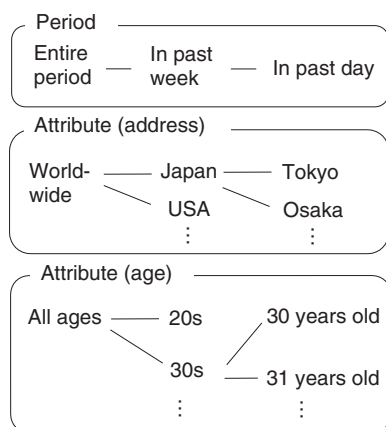 Period
Entire period
In past week
In past day
Attribute (address)
World-wide
Japan
Tokyo
USA
Osaka
⋮
⋮
Attribute (age)
All ages
20s
30 years old
30s
31 years old
⋮
⋮